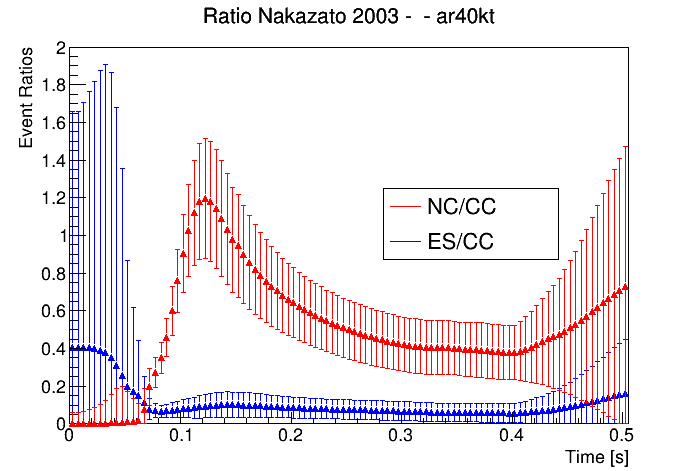 Ratio Nakazato 2003 - - ar40kt
Event Ratios
2
1.8
1.6
1.4
1.2
1
0.8
0.6
0.4
0.2
0
NC/CC
ES/CC
0 0.1 0.2 0.3 0.4 0.5
Time [s]